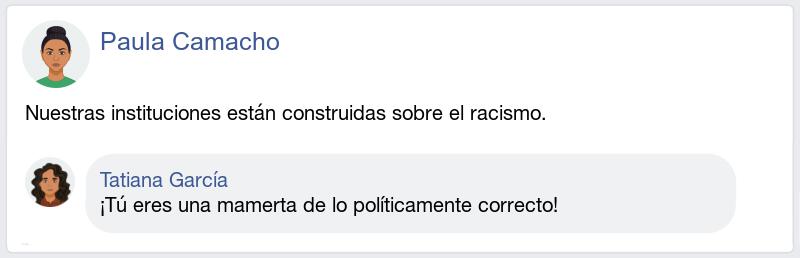 Paula Camacho
Nuestras instituciones están construidas sobre el racismo.
Tatiana García
¡Tú eres una mamerta de lo políticamente correcto!